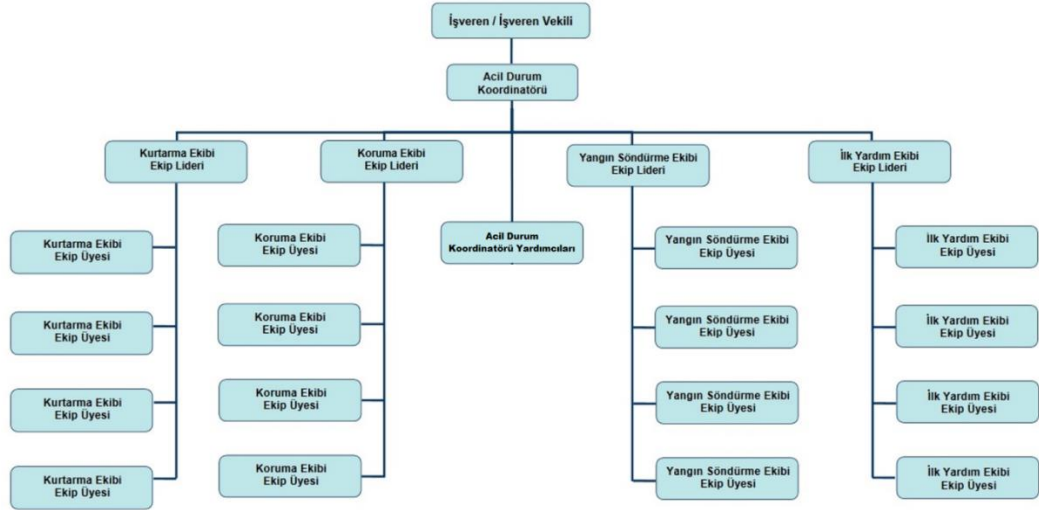 İşveren / İşveren Vekili
Acil Durum
Koordinatörü
Kurtarma Ekibi
Ekip Lideri
Koruma Ekibi
Ekip Lideri
Yangın Söndürme Ekibi
Ekip Lideri
İlk Yardım Ekibi
Ekip Lideri
Kurtarma Ekibi
Ekip Üyesi
Koruma Ekibi
Ekip Üyesi
Acil Durum
Koordinatörü Yardımcıları
Yangın Söndürme Ekibi
Ekip Üyesi
İlk Yardım Ekibi
Ekip Üyesi
Kurtarma Ekibi
Ekip Üyesi
Koruma Ekibi
Ekip Üyesi
Yangın Söndürme Ekibi
Ekip Üyesi
İlk Yardım Ekibi
Ekip Üyesi
Kurtarma Ekibi
Ekip Üyesi
Koruma Ekibi
Ekip Üyesi
Yangın Söndürme Ekibi
Ekip Üyesi
İlk Yardım Ekibi
Ekip Üyesi
Kurtarma Ekibi
Ekip Üyesi
Koruma Ekibi
Ekip Üyesi
Yangın Söndürme Ekibi
Ekip Üyesi
İlk Yardım Ekibi
Ekip Üyesi